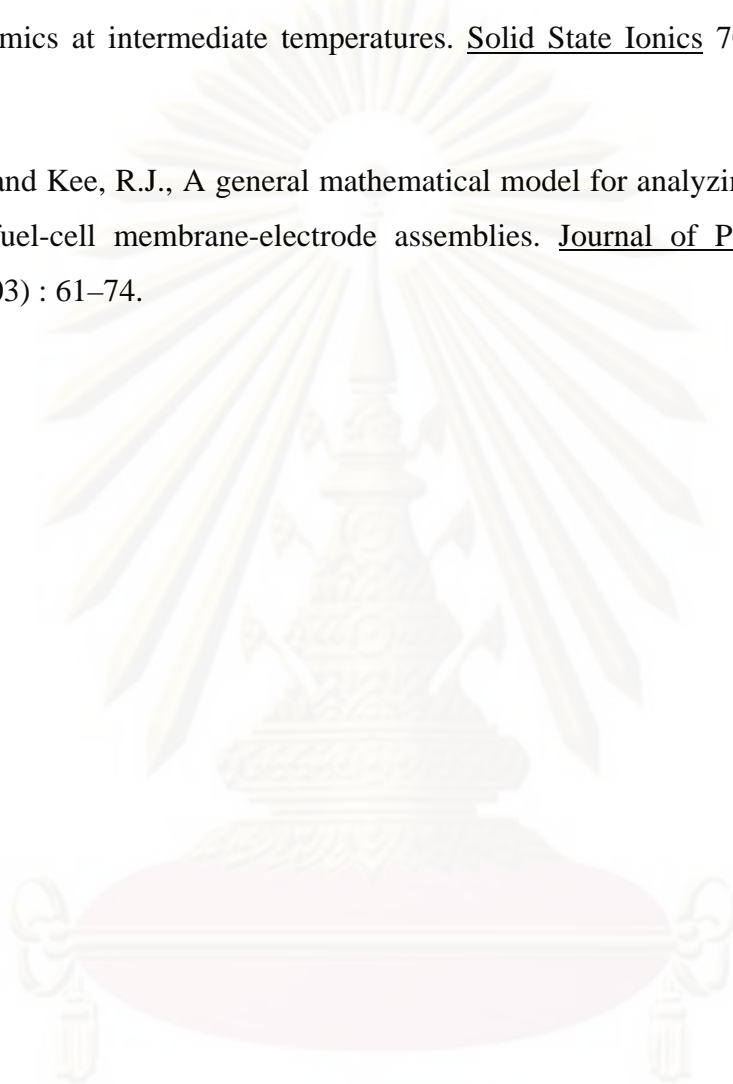 mics at intermediate temperatures. Solid State Ionics 7
and Kee, R.J., A general mathematical model for analyzin
fuel-cell membrane-electrode assemblies. Journal of P
03) : 61–74.